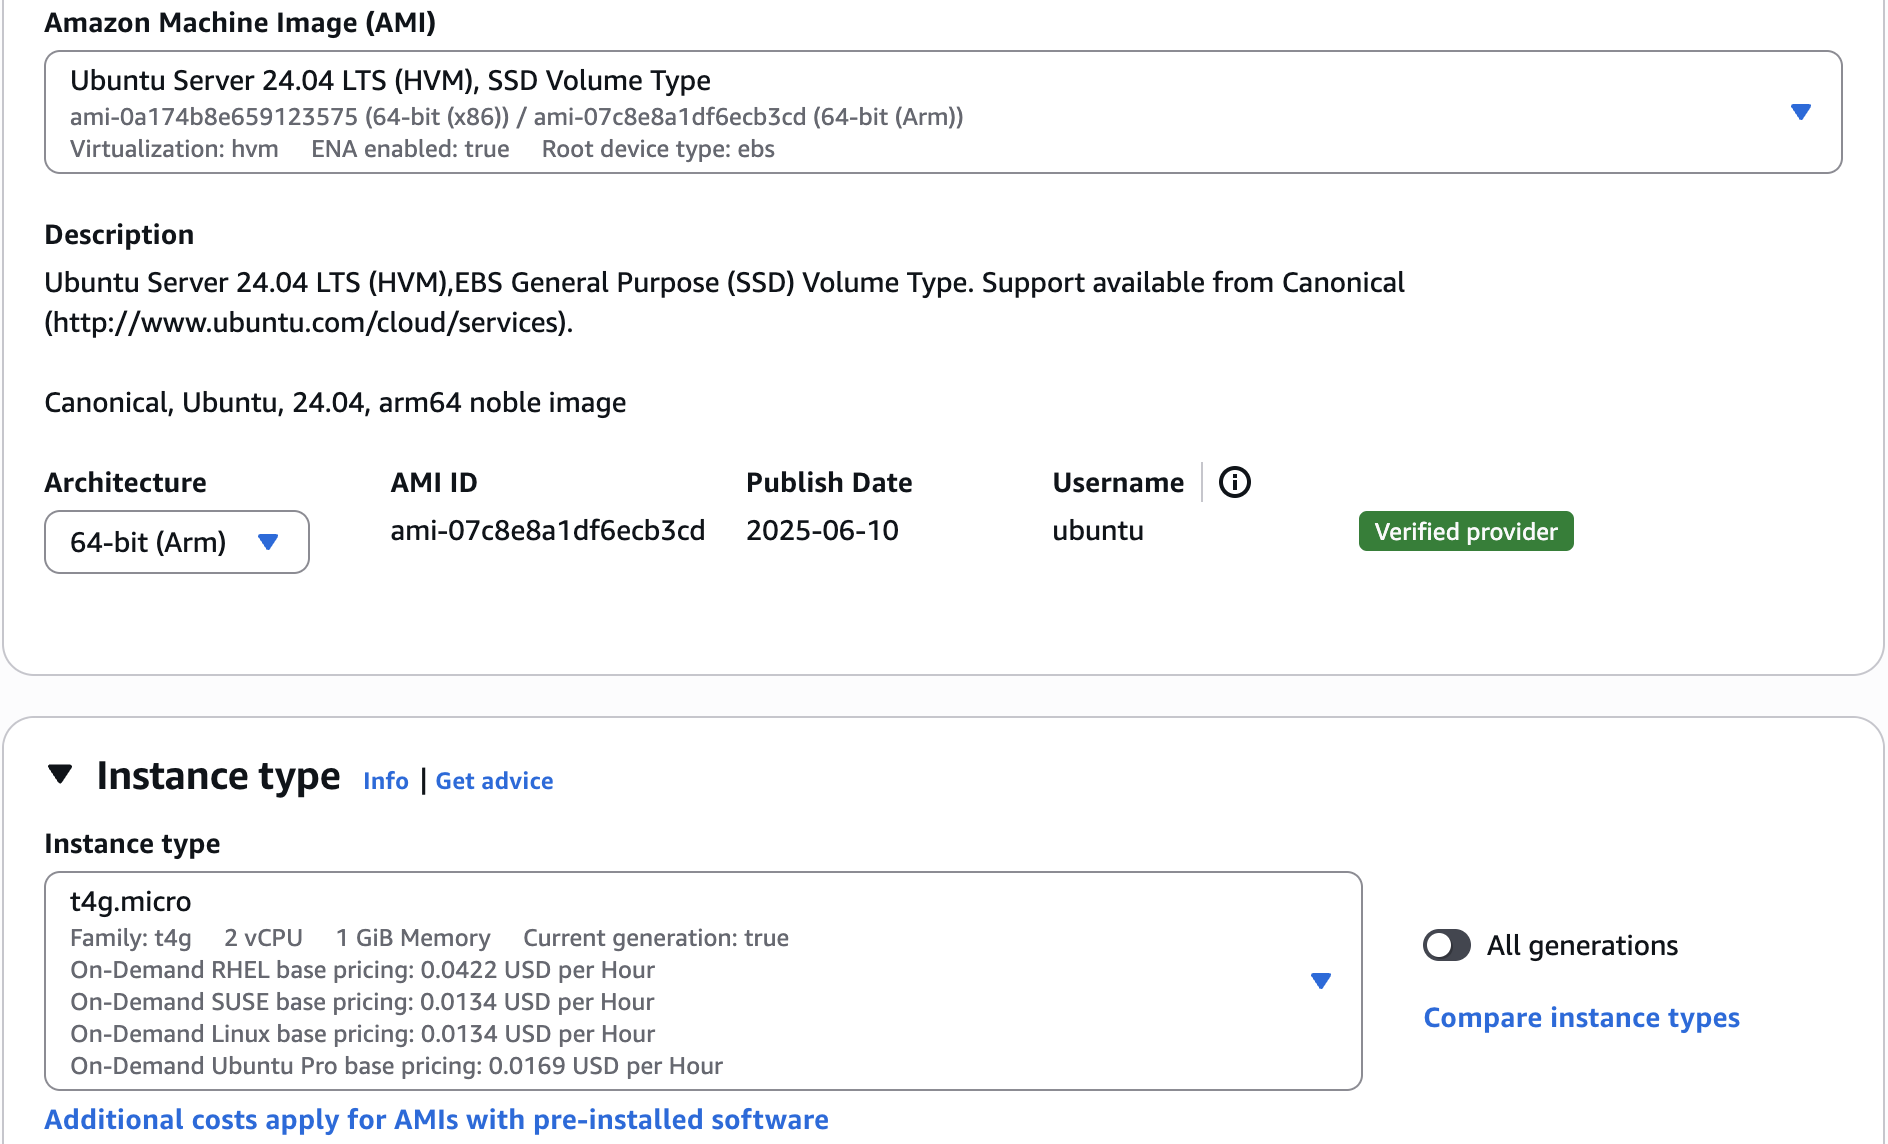 Amazon Machine Image (AMI)
Ubuntu Server 24.04 LTS (HVM), SSD Volume Type
ami-0a174b8e659123575 (64-bit (x86)) / ami-07c8e8a1df6ecb3cd (64-bit (Arm))
Virtualization: hvm ENA enabled: true Root device type: ebs
Description
Ubuntu Server 24.04 LTS (HVM),EBS General Purpose (SSD) Volume Type. Support available from Canonical
(http://www.ubuntu.com/cloud/services).
Canonical, Ubuntu, 24.04, arm64 noble image
Architecture AMI ID Publish Date Username
64-bit (Arm) ami-07c8e8a1df6ecb3cd 2025-06-10 ubuntu Verified provider
Instance type Info | Get advice
Instance type
t4g.micro
Family: t4g 2 vCPU 1 GiB Memory Current generation: true
On-Demand RHEL base pricing: 0.0422 USD per Hour
On-Demand SUSE base pricing: 0.0134 USD per Hour
On-Demand Linux base pricing: 0.0134 USD per Hour
On-Demand Ubuntu Pro base pricing: 0.0169 USD per Hour
All generations
Compare instance types
Additional costs apply for AMIs with pre-installed software